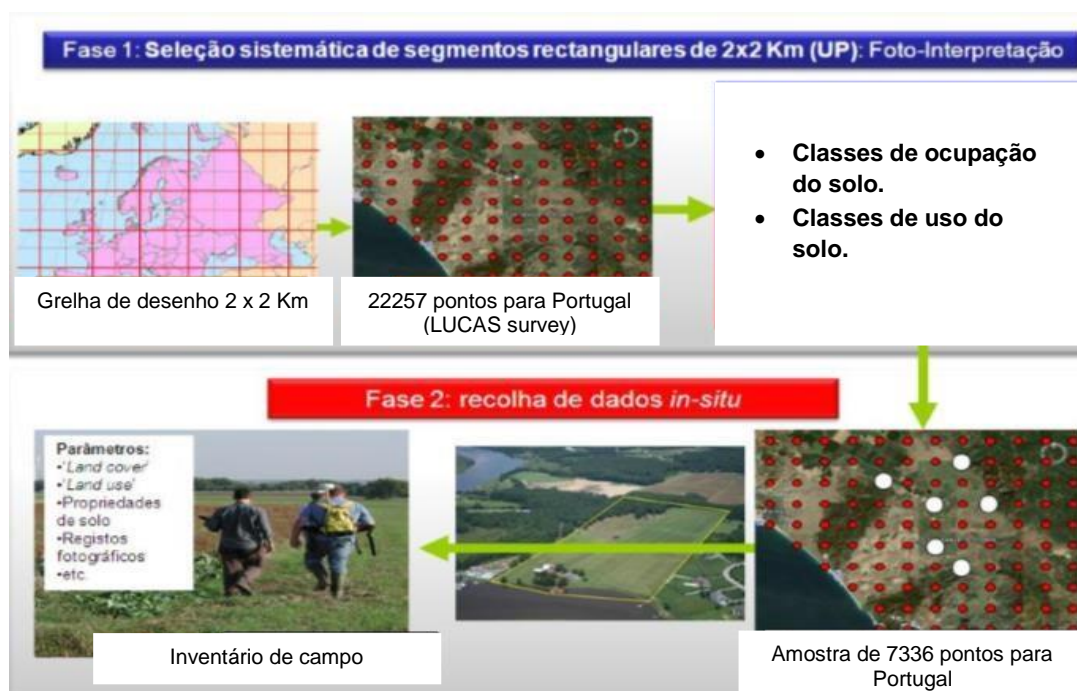 Fase 1: Seleção sistemática de segmentos rectangulares de 2x2 Km (UP): Foto-Interpretação
• Classes de ocupação
do solo.
• Classes de uso do
solo.
Grelha de desenho 2 x 2 Km
22257 pontos para Portugal
(LUCAS survey)
Fase 2: recolha de dados in-situ
Parâmetros:
•'Land cover'
•'Land use'
•Propriedades
de solo
•Registos
fotográficos
•etc.
Inventário de campo
Amostra de 7336 pontos para
Portugal